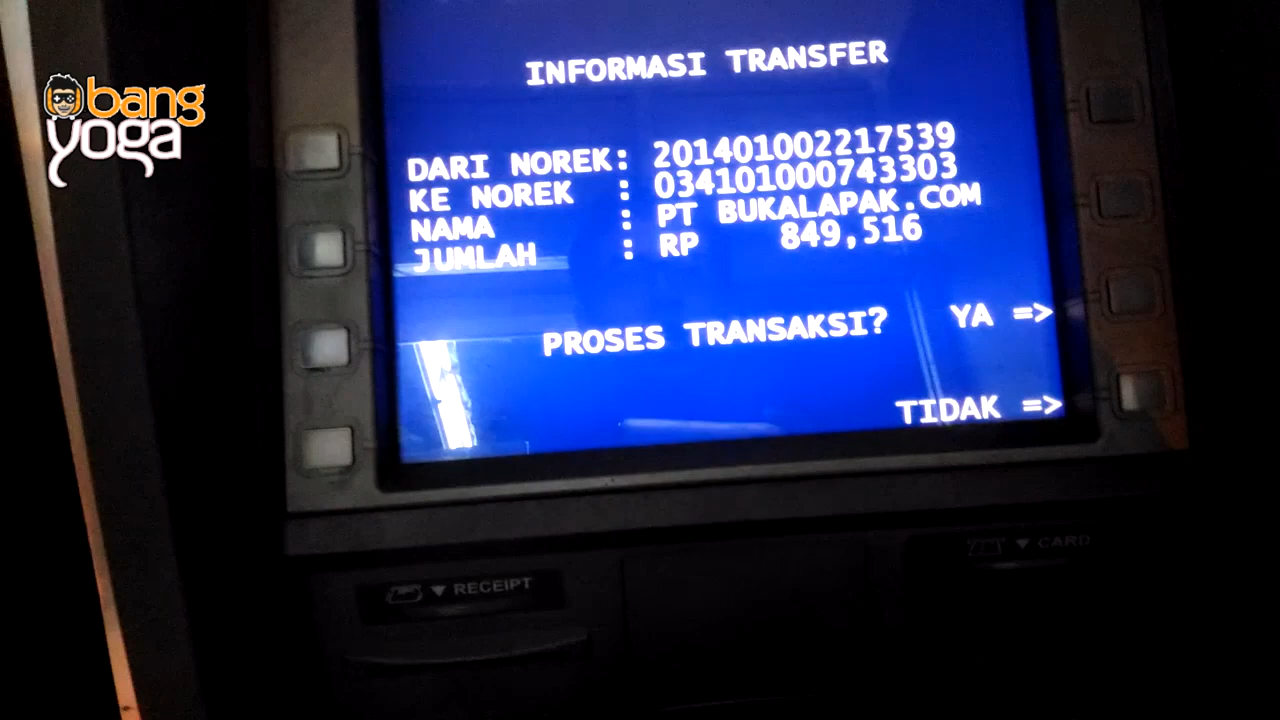 bang
yoga
INFORMASI TRANSFER
DARI NOREK: 201401002217539
KE NOREK : 034101000743303
NAMA : PT BUKALAPAK.COM
JUMLAH : RP 849,516
PROSES TRANSAKSI? YA =>
TIDAK =>
RECEIPT
CARD